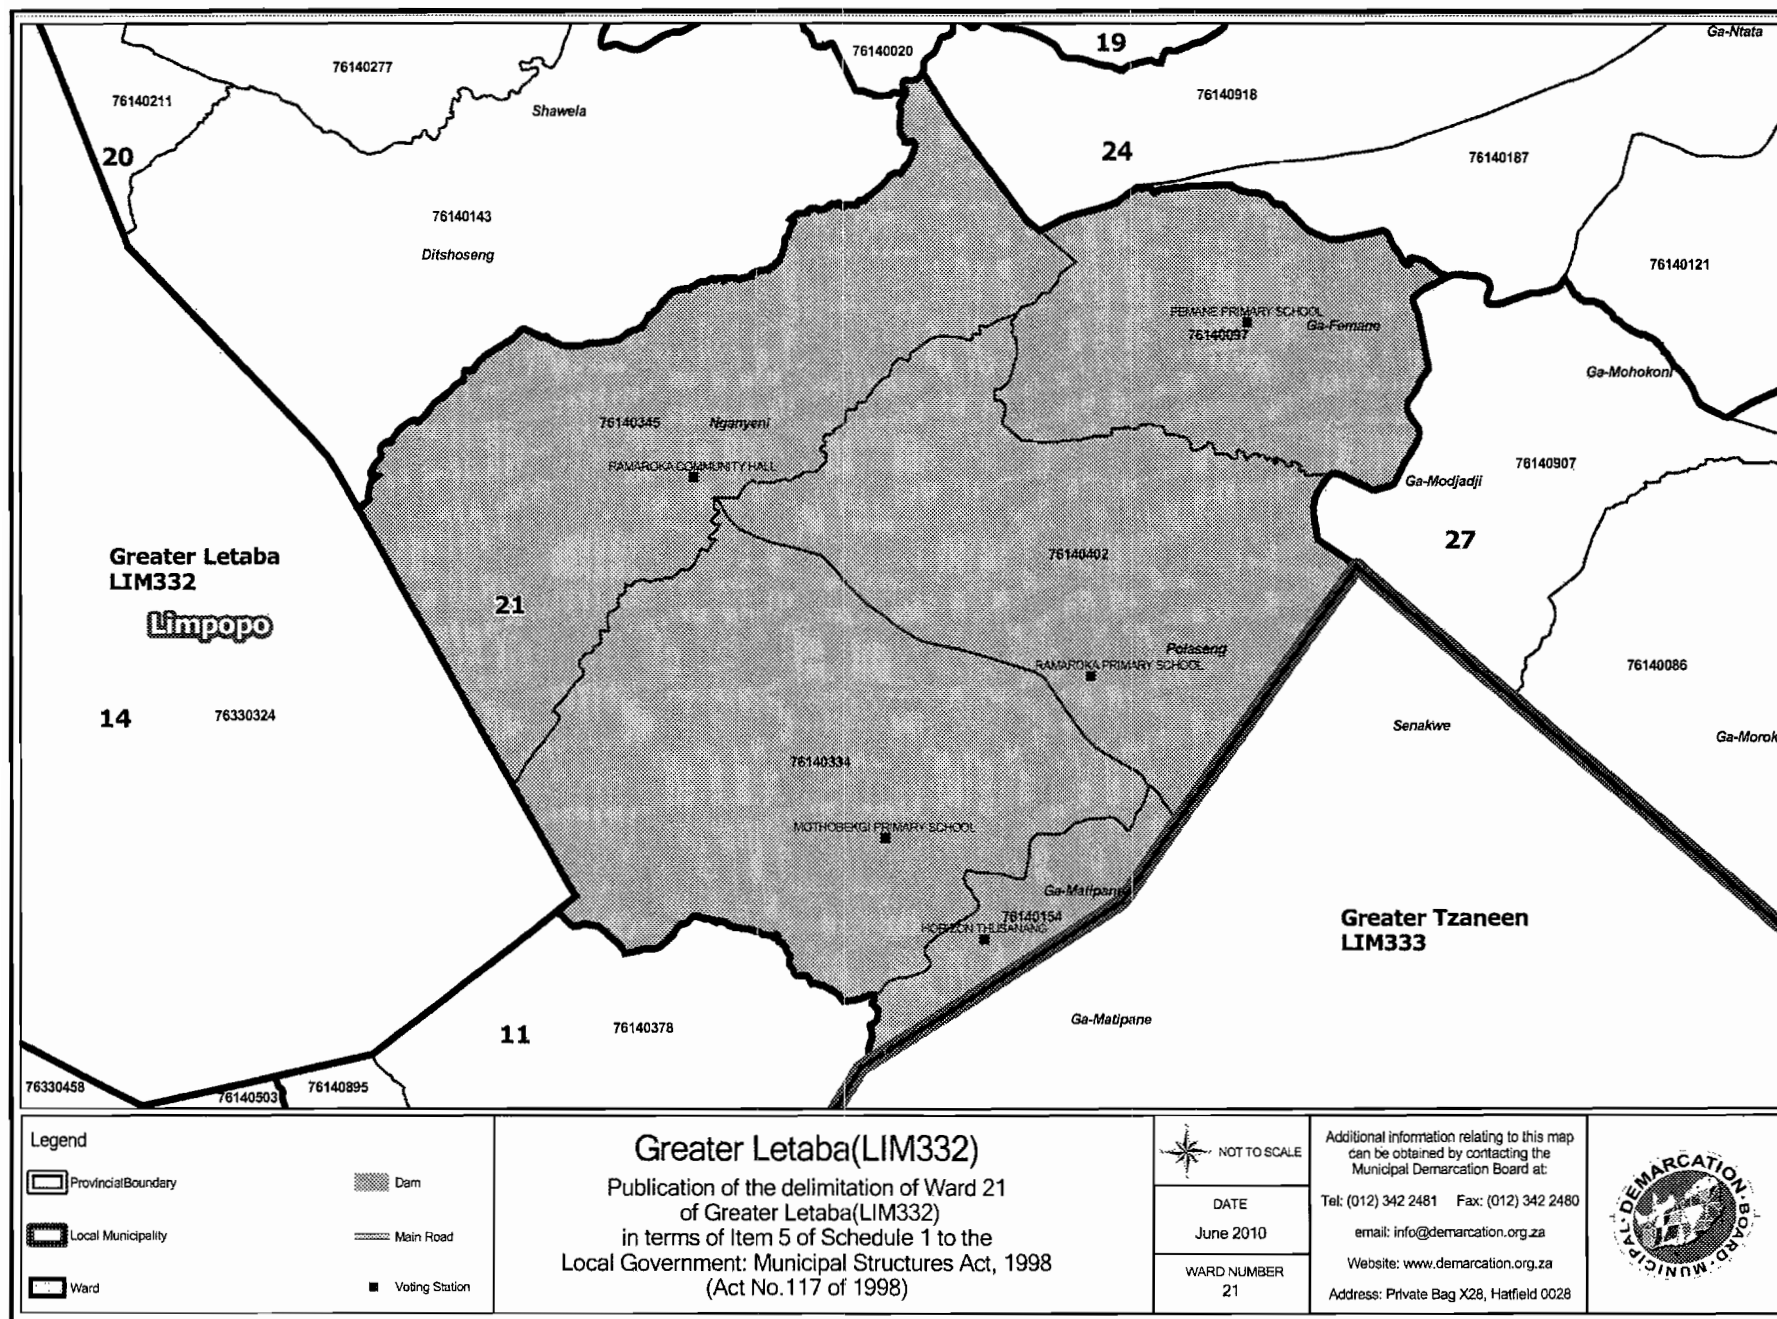 Ga-Ntata
19
76140020
76140277
76140918
76140211
Shawela
20
24
76140187
76140143
Ditshoseng
76140121
FEMANE PRIMARY SCHOOL
Ga-Femane
76140097
Ga-Mohokoni
76140345
Nganyeni
RAMAROKA COMMUNITY HALL
76140907
Ga-Modjadji
27
76140402
Greater Letaba
LIM332
Limpopo
21
Polaseng
RAMAROKA PRIMARY SCHOOL
76140086
14
76330324
Senakwe
Ga-Morok
76140334
MOTHOBEKGI PRIMARY SCHOOL
Ga-Matipane
76140154
HORIZON THUSANANG
Greater Tzaneen
LIM333
Ga-Matipane
11
76140378
76330458
76140503
76140895
Legend
ProvincialBoundary
Local Municipality
Ward
Dam
Main Road
Voting Station
Greater Letaba(LIM332)
Publication of the delimitation of Ward 21
of Greater Letaba(LIM332)
in terms of Item 5 of Schedule 1 to the
Local Government: Municipal Structures Act, 1998
(Act No.117 of 1998)
NOT TO SCALE
DATE
June 2010
WARD NUMBER
21
Additional information relating to this map
can be obtained by contacting the
Municipal Demarcation Board at:
Tel: (012) 342 2481 Fax: (012) 342 2480
email: info@demarcation.org.za
Website: www.demarcation.org.za
Address: Private Bag X28, Hatfield 0028
MUNICIPAL DEMARCATION BOARD